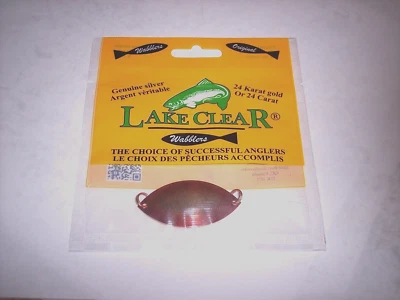 Wabblers
Original
Genuine silver
Argent véritable
24 Karat gold
Or 24 Carat
LAKE CLEAR®
Wabblers
THE CHOICE OF SUCCESSFUL ANGLERS
LE CHOIX DES PÊCHEURS ACCOMPLIS